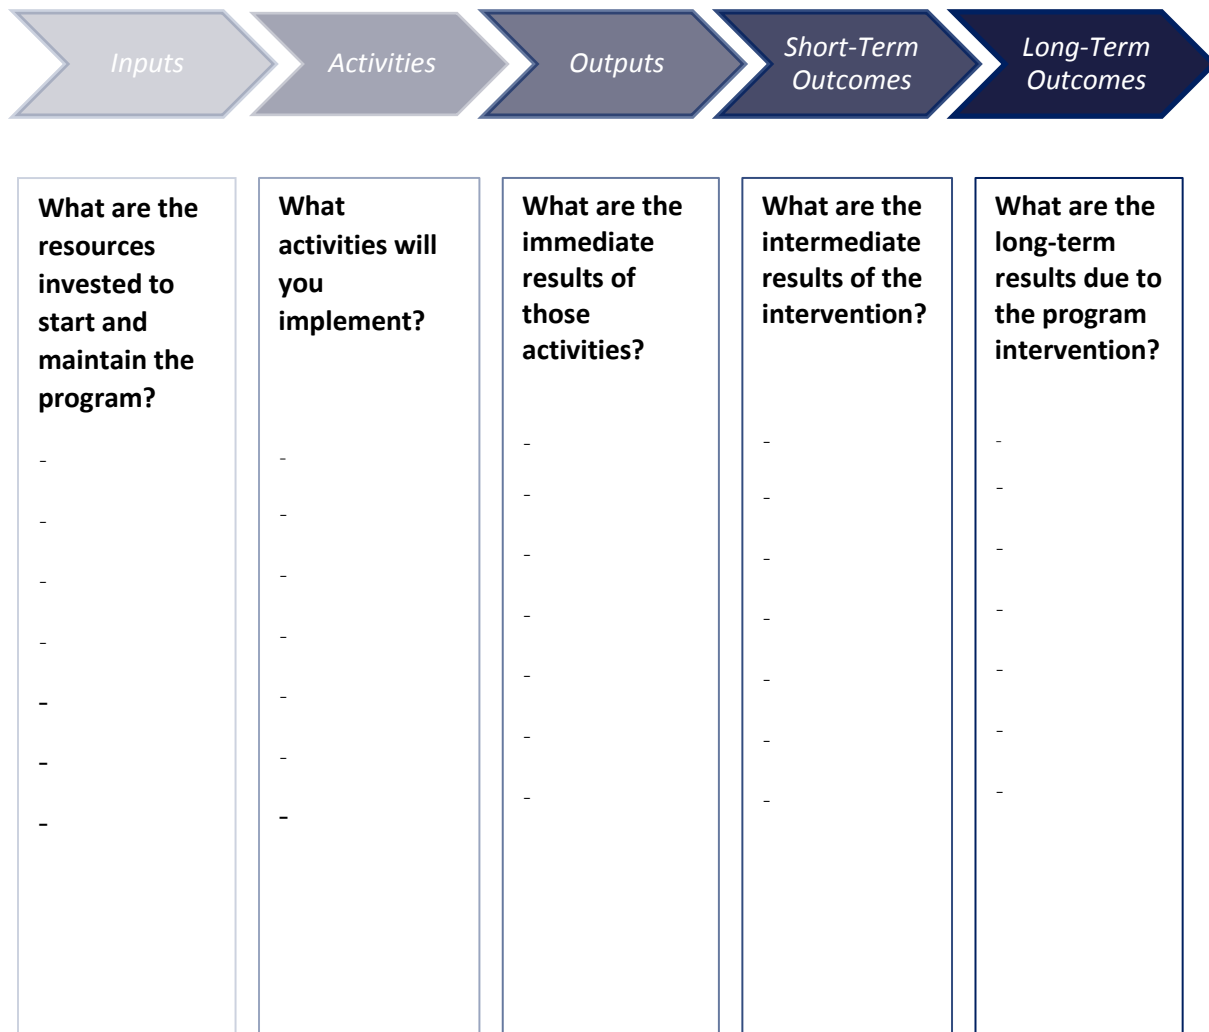 Inputs
Activities
Outputs
Short-Term
Outcomes
Long-Term
Outcomes
What are the
resources
invested to
start and
maintain the
program?
-
-
-
-
-
-
-
What
activities will
you
implement?
-
-
-
-
-
-
-
What are the
immediate
results of
those
activities?
-
-
-
-
-
-
-
What are the
intermediate
results of the
intervention?
-
-
-
-
-
-
-
What are the
long-term
results due to
the program
intervention?
-
-
-
-
-
-
-